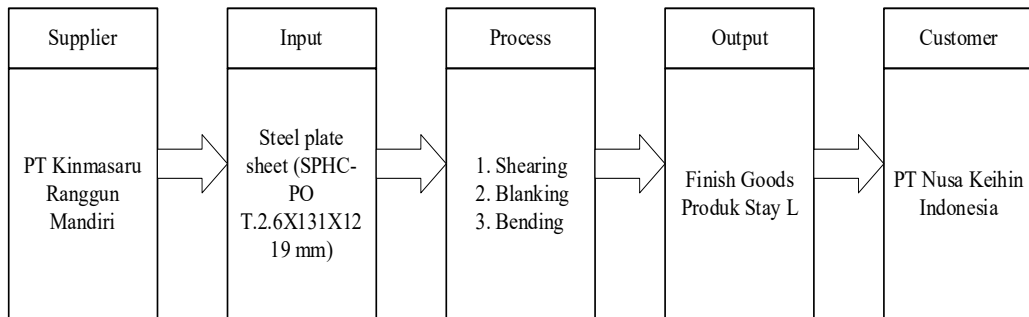 Supplier
PT Kinmasaru
Ranggun
Mandiri
Input
Steel plate
sheet (SPHC-
PO
T.2.6X131X12
19 mm)
Process
1. Shearing
2. Blanking
3. Bending
Output
Finish Goods
Produk Stay L
Customer
PT Nusa Keihin
Indonesia